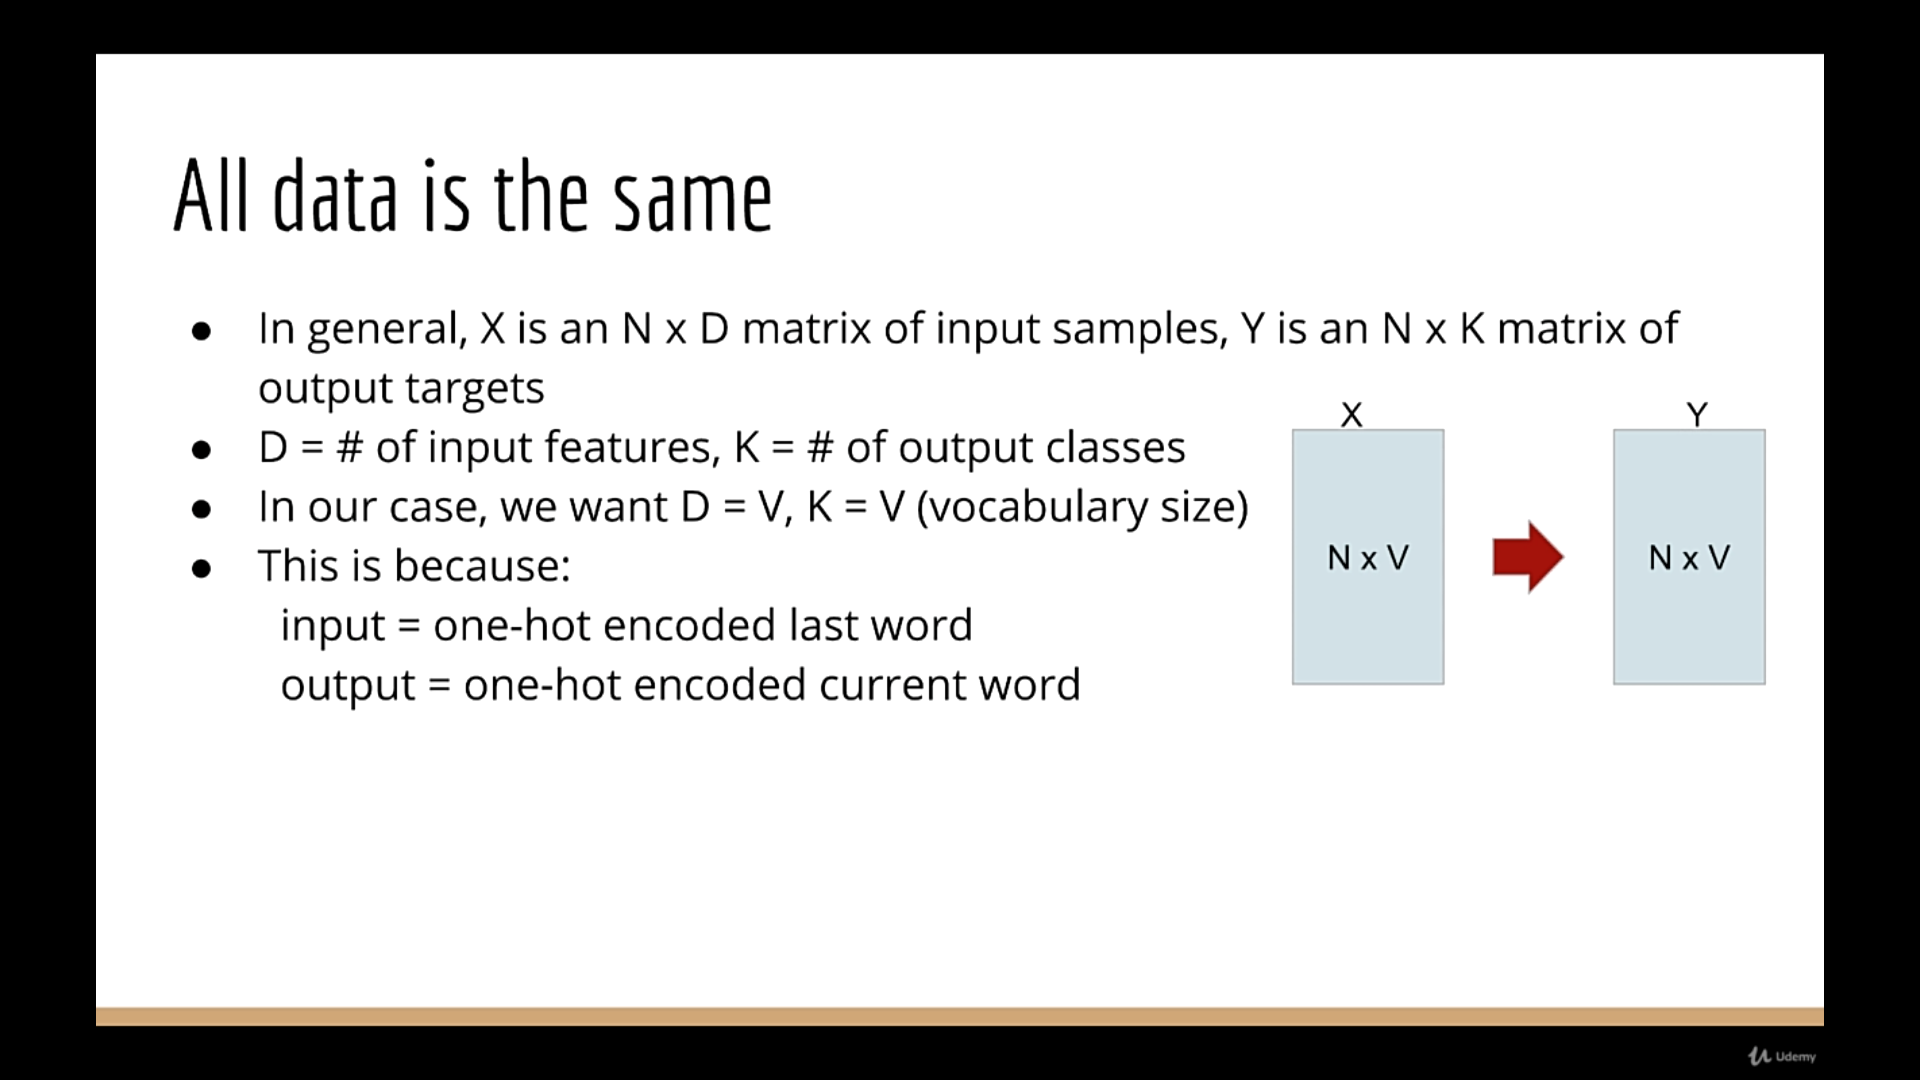 All data is the same
● In general, X is an N x D matrix of input samples, Y is an N x K matrix of
output targets
● D = # of input features, K = # of output classes
● In our case, we want D = V, K = V (vocabulary size)
● This is because:
input = one-hot encoded last word
output = one-hot encoded current word
X
Y
N x V
N x V
Udemy